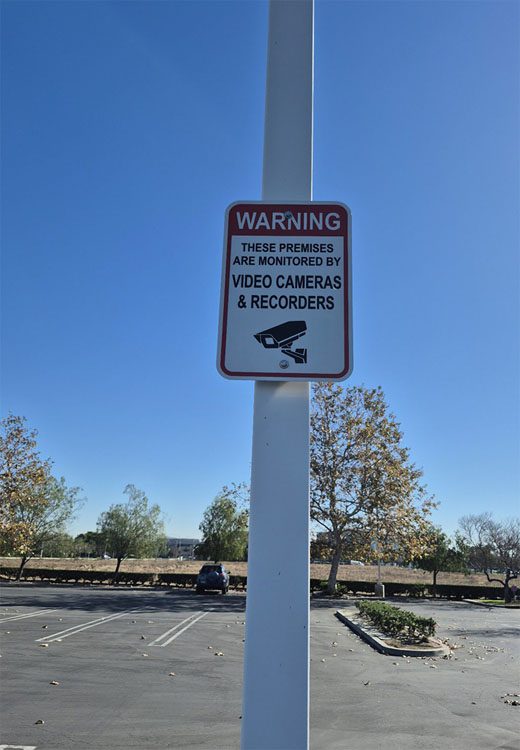 WARNING
THESE PREMISES
ARE MONITORED BY
VIDEO CAMERAS
& RECORDERS